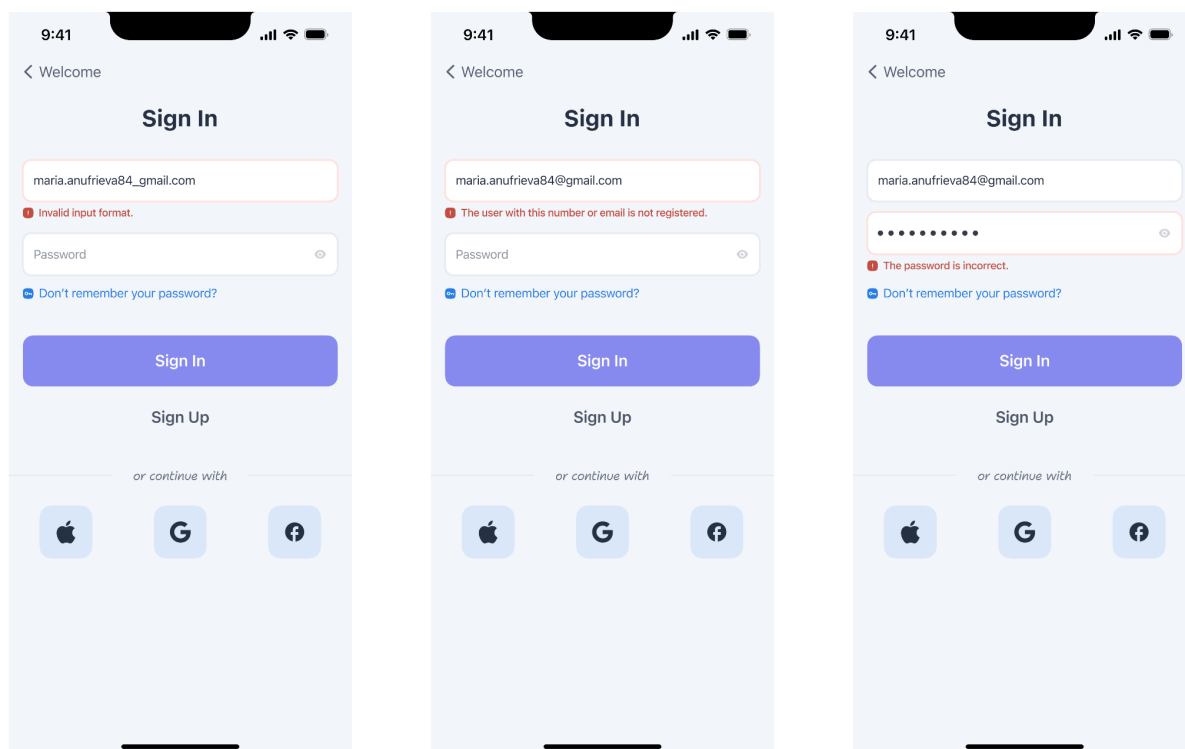 9:41
Welcome
Sign In
maria.anufrieva84_gmail.com
Invalid input format.
Password
Don't remember your password?
Sign In
Sign Up
or continue with
9:41
Welcome
Sign In
maria.anufrieva84@gmail.com
The user with this number or email is not registered.
Password
Don't remember your password?
Sign In
Sign Up
or continue with
9:41
Welcome
Sign In
maria.anufrieva84@gmail.com
The password is incorrect.
Don't remember your password?
Sign In
Sign Up
or continue with